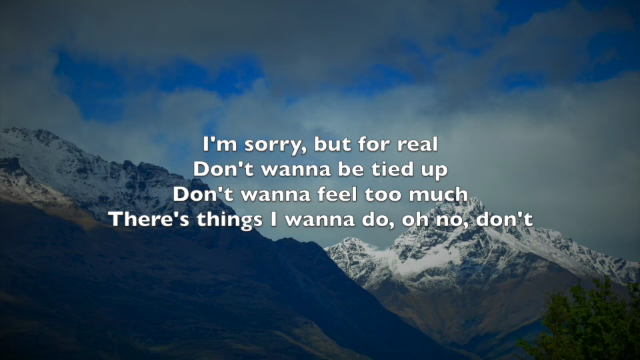 I'm sorry, but for real
Don't wanna be tied up
Don't wanna feel too much
There's things I wanna do, oh no, don't